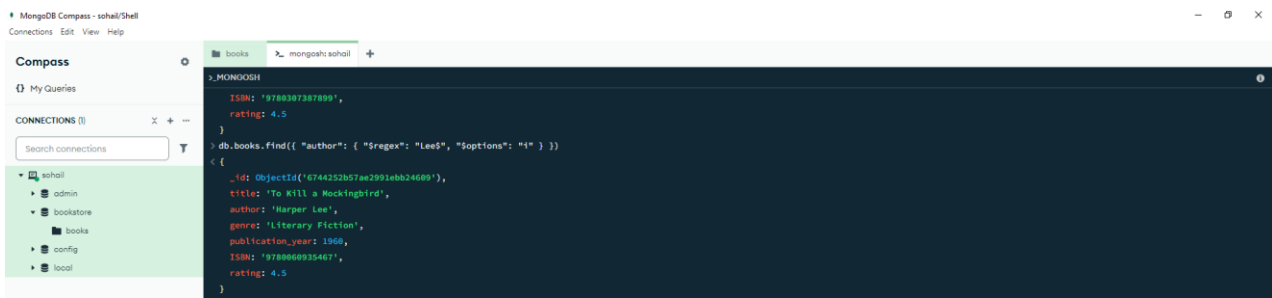 MongoDB Compass - sohail/Shell
Connections Edit View Help
Compass
{} My Queries
CONNECTIONS (1)
Search connections
sohail
admin
bookstore
books
config
local
books
>_ mongosh: sohail
>_MONGOSH
ISBN: '9780307387899',
rating: 4.5
}
> db.books.find({ "author": { "$regex": "Lee$", "$options": "i" } })
< {
_id: ObjectId('6744252b57ae2991ebb24609'),
title: 'To Kill a Mockingbird',
author: 'Harper Lee',
genre: 'Literary Fiction',
publication_year: 1960,
ISBN: '9780060935467',
rating: 4.5
}